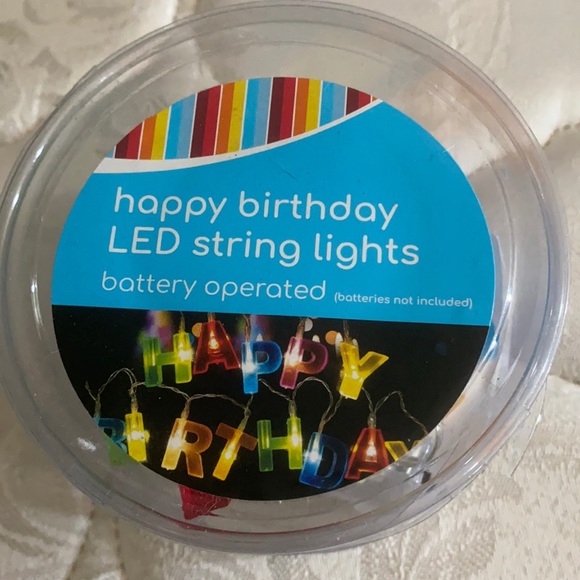 happy birthday
LED string lights
battery operated (batteries not included)
HAPPY
BIRTHDAY